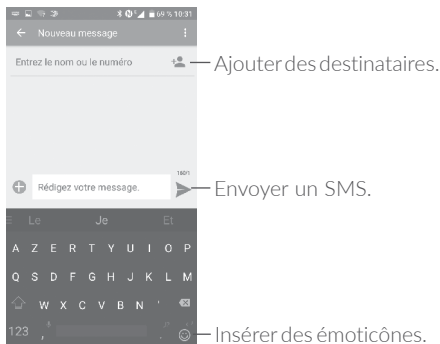 69 % 10:31
Nouveau message
Entrez le nom ou le numéro
Ajouter des destinataires.
160/1
Rédigez votre message.
Envoyer un SMS.
Le Je Et
A Z E R T Y U I O P
Q S D F G H J K L M
W X C V B N '
123 , .
Insérer des émoticônes.